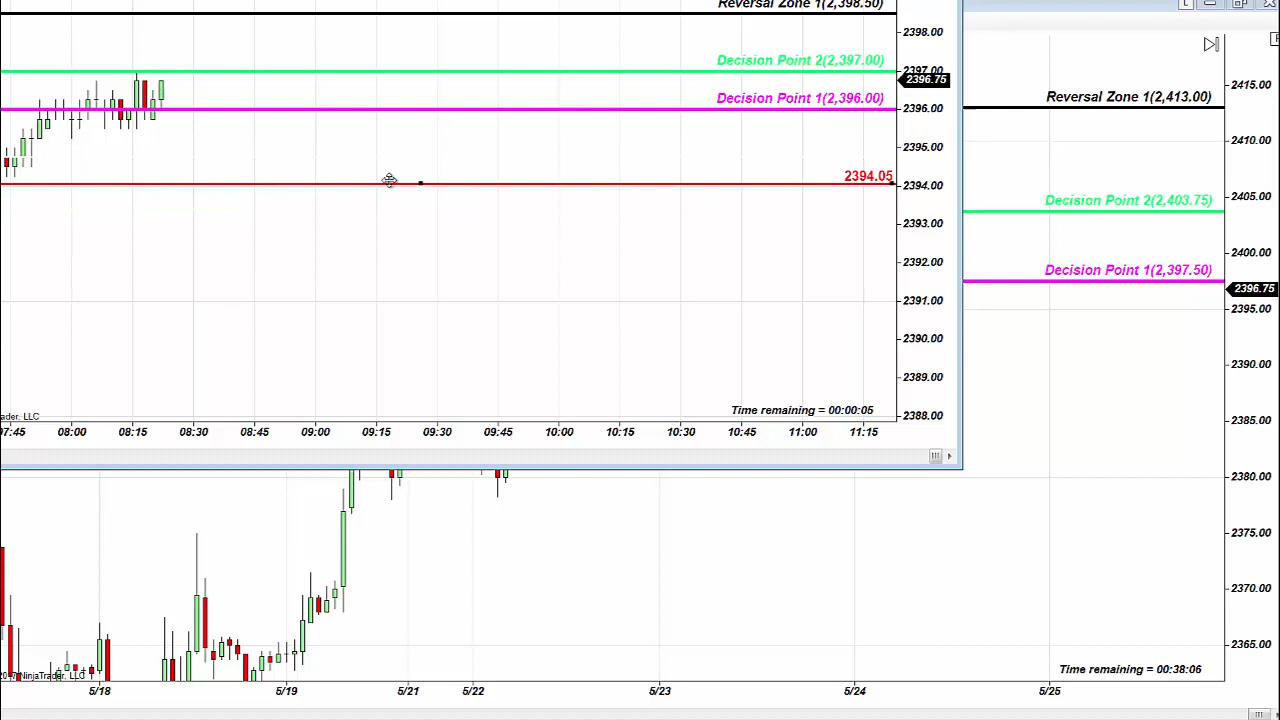 Reversal Zone 1(2,398.50)
2398.00
Decision Point 2(2,397.00)
2397.00
2396.75
Decision Point 1(2,396.00)
2396.00
2395.00
2394.05
2394.00
2393.00
2392.00
2391.00
2390.00
2389.00
2388.00
Time remaining = 00:00:05
ader, LLC
07:45 08:00 08:15 08:30 08:45 09:00 09:15 09:30 09:45 10:00 10:15 10:30 10:45 11:00 11:15
2415.00
Reversal Zone 1(2,413.00)
2410.00
Decision Point 2(2,403.75)
2405.00
2400.00
Decision Point 1(2,397.50)
2396.75
2395.00
2390.00
2385.00
2380.00
2375.00
2370.00
2365.00
Time remaining = 00:38:06
NinjaTrader, LLC
5/18 5/19 5/21 5/22 5/23 5/24 5/25